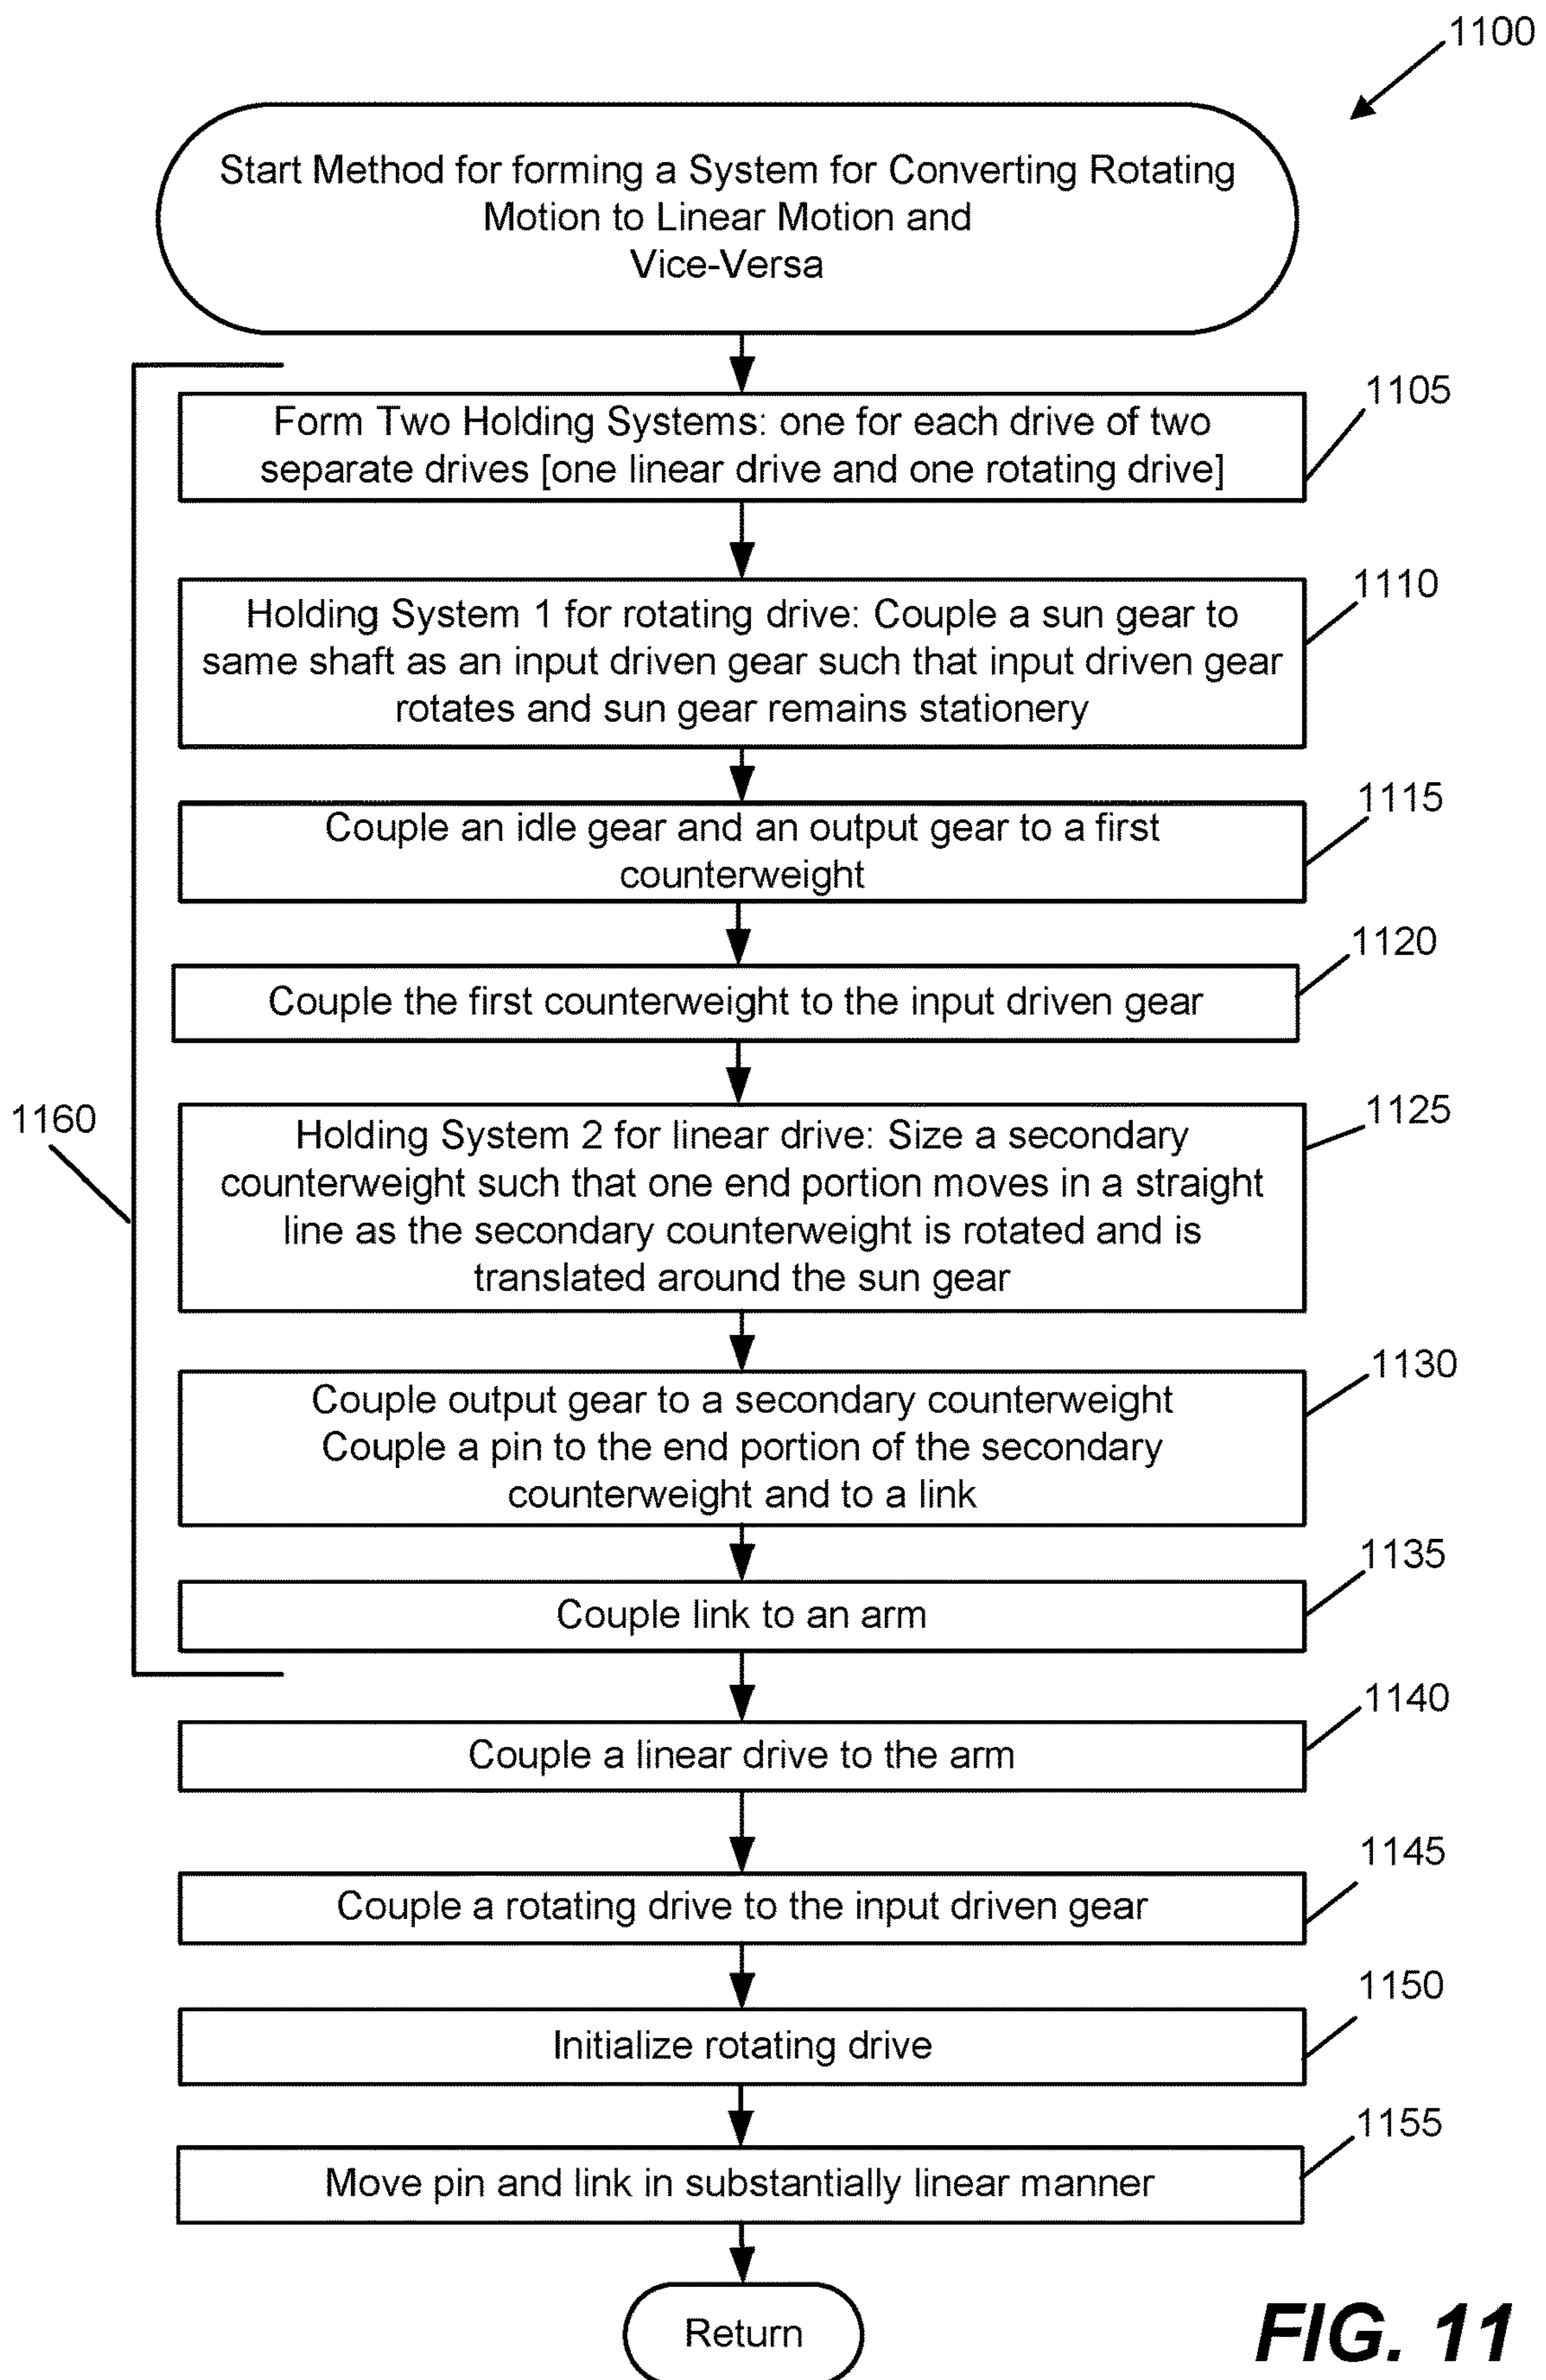 1100
Start Method for forming a System for Converting Rotating
Motion to Linear Motion and
Vice-Versa
1105
Form Two Holding Systems: one for each drive of two
separate drives [one linear drive and one rotating drive]
1110
Holding System 1 for rotating drive: Couple a sun gear to
same shaft as an input driven gear such that input driven gear
rotates and sun gear remains stationery
1115
Couple an idle gear and an output gear to a first
counterweight
1120
Couple the first counterweight to the input driven gear
1160
1125
Holding System 2 for linear drive: Size a secondary
counterweight such that one end portion moves in a straight
line as the secondary counterweight is rotated and is
translated around the sun gear
1130
Couple output gear to a secondary counterweight
Couple a pin to the end portion of the secondary
counterweight and to a link
1135
Couple link to an arm
1140
Couple a linear drive to the arm
1145
Couple a rotating drive to the input driven gear
1150
Initialize rotating drive
1155
Move pin and link in substantially linear manner
Return
FIG. 11